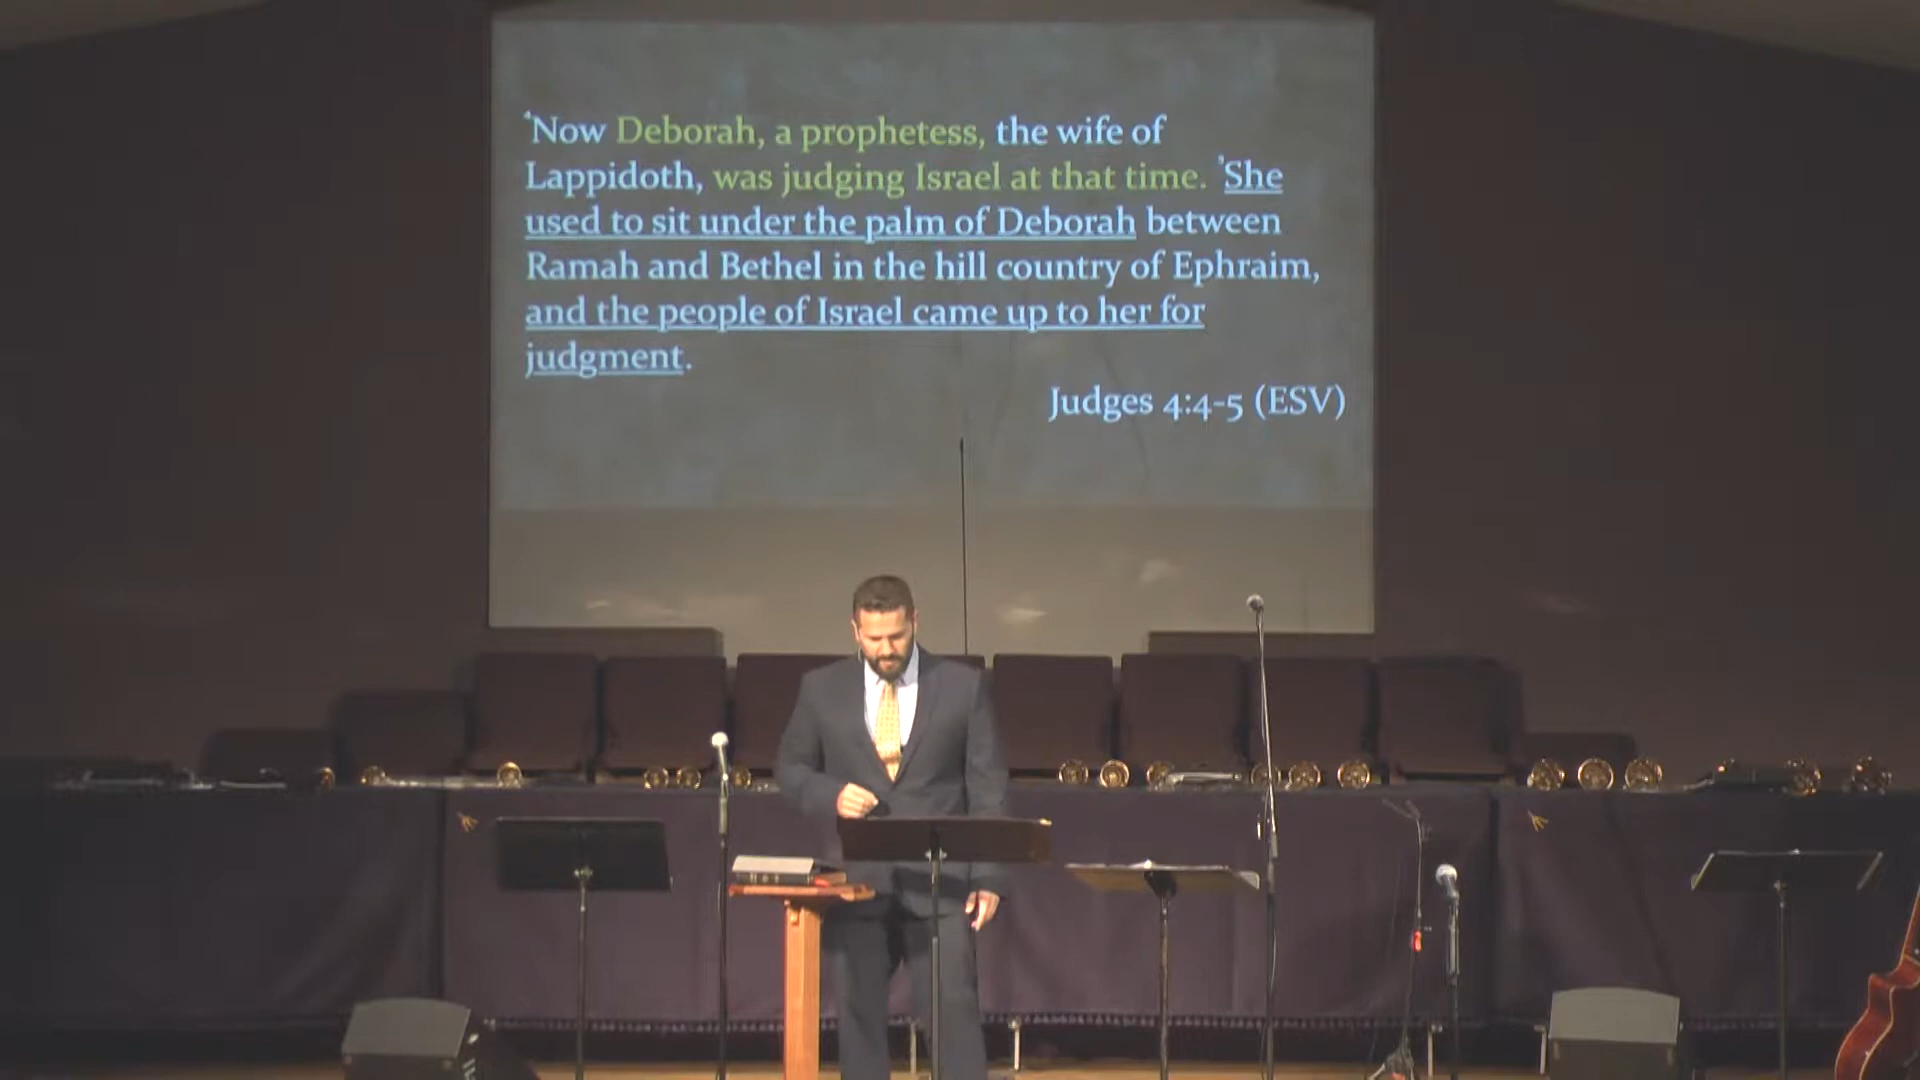 ⁴Now Deborah, a prophetess, the wife of
Lappidoth, was judging Israel at that time. ⁵She
used to sit under the palm of Deborah between
Ramah and Bethel in the hill country of Ephraim,
and the people of Israel came up to her for
judgment.
Judges 4:4-5 (ESV)